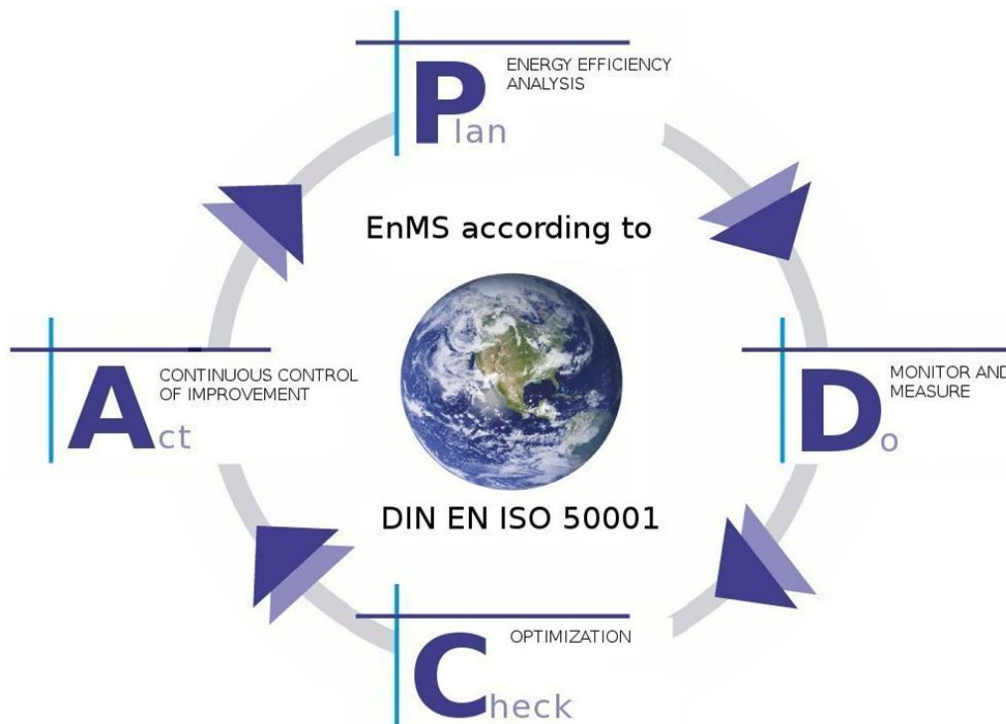 Plan
ENERGY EFFICIENCY
ANALYSIS
EnMS according to
Act
CONTINUOUS CONTROL
OF IMPROVEMENT
Do
MONITOR AND
MEASURE
DIN EN ISO 50001
Check
OPTIMIZATION